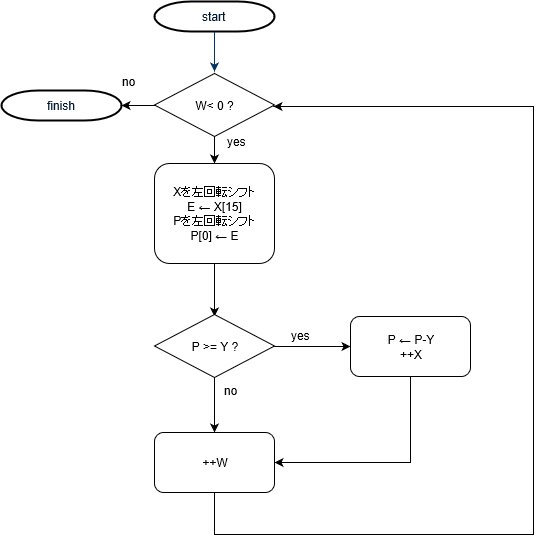 start
no
finish
W< 0 ?
yes
Xを左回転シフト
E ← X[15]
Pを左回転シフト
P[0] ← E
P >= Y ?
yes
P ← P-Y
++X
no
++W